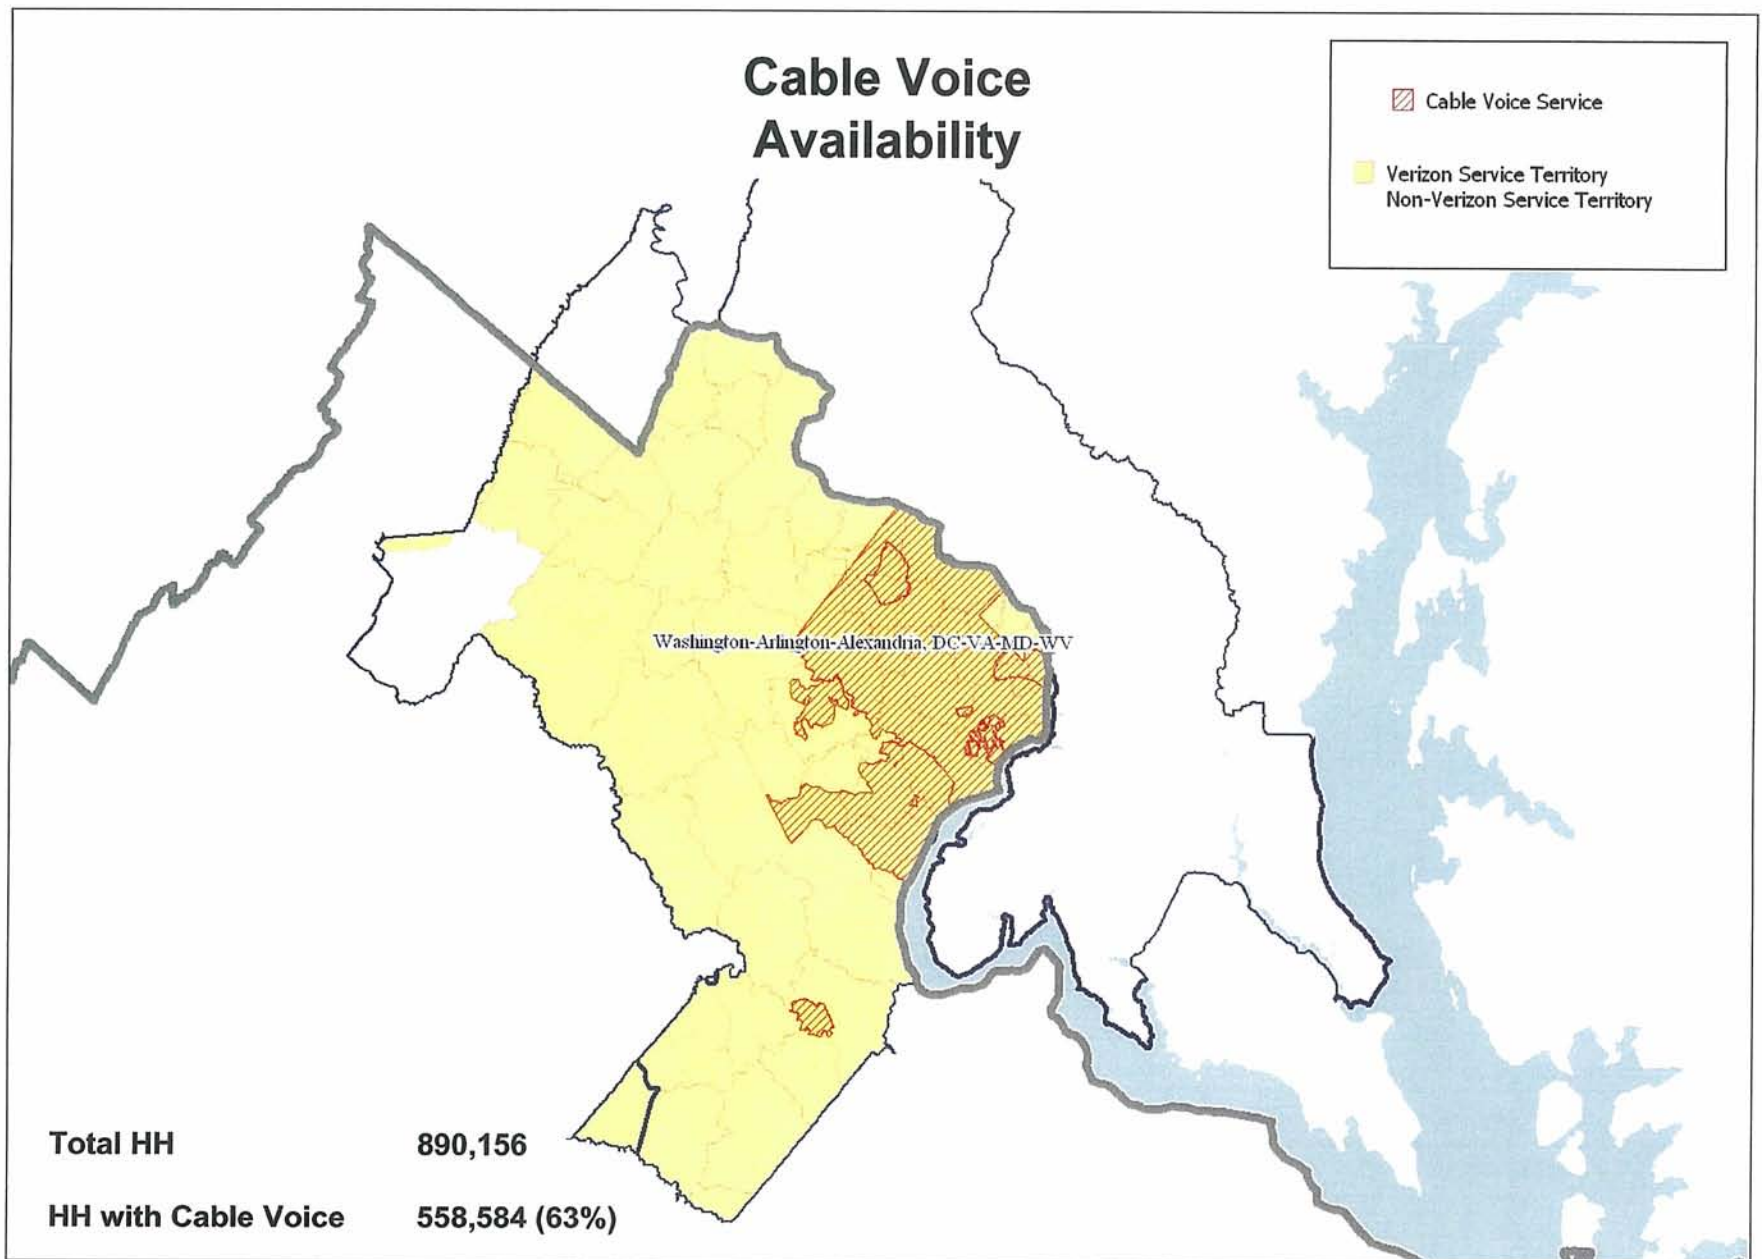 Cable Voice
Availability
Cable Voice Service
Verizon Service Territory
Non-Verizon Service Territory
Washington-Arlington-Alexandria, DC-VA-MD-WV
Total HH 890,156
HH with Cable Voice 558,584 (63%)